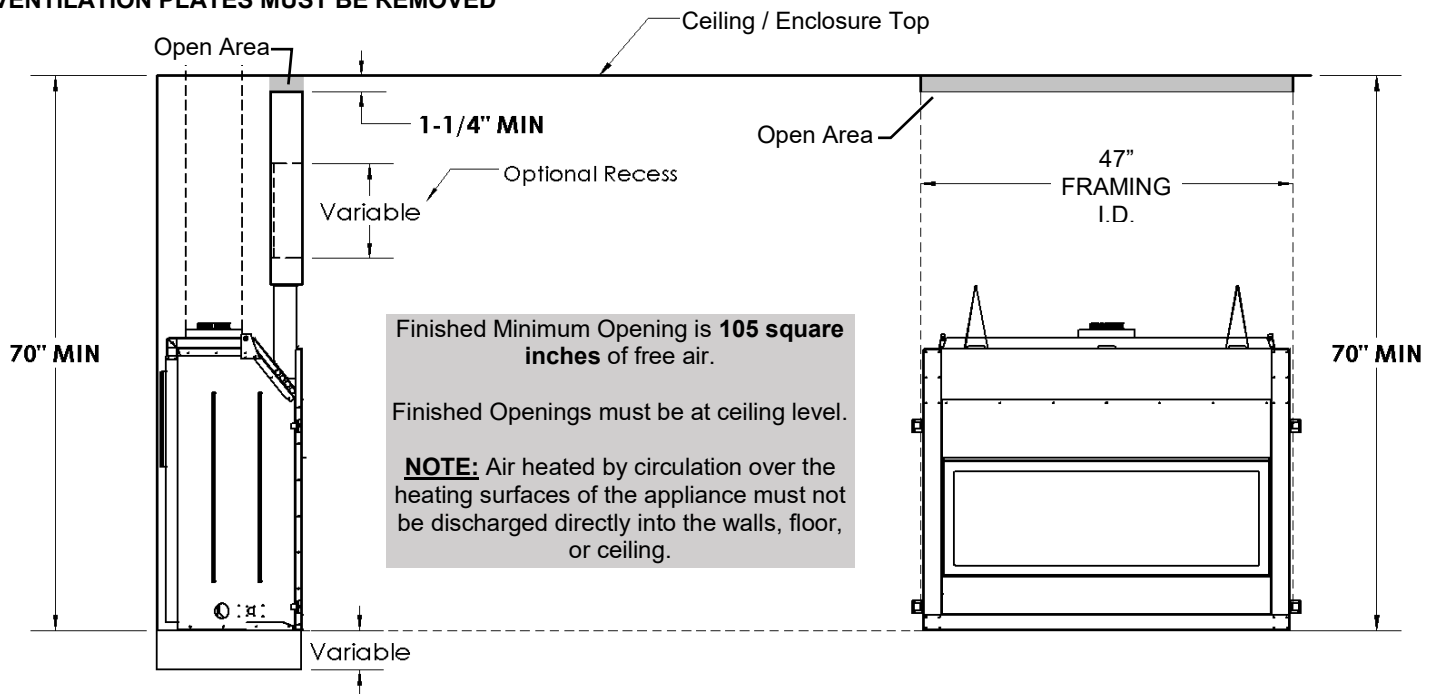 VENTILATION PLATES MUST BE REMOVED
Ceiling / Enclosure Top
Open Area
1-1/4" MIN
Open Area
47”
FRAMING
I.D.
Optional Recess
Variable
70" MIN
Finished Minimum Opening is 105 square
inches of free air.
Finished Openings must be at ceiling level.
NOTE: Air heated by circulation over the
heating surfaces of the appliance must not
be discharged directly into the walls, floor,
or ceiling.
70" MIN
Variable